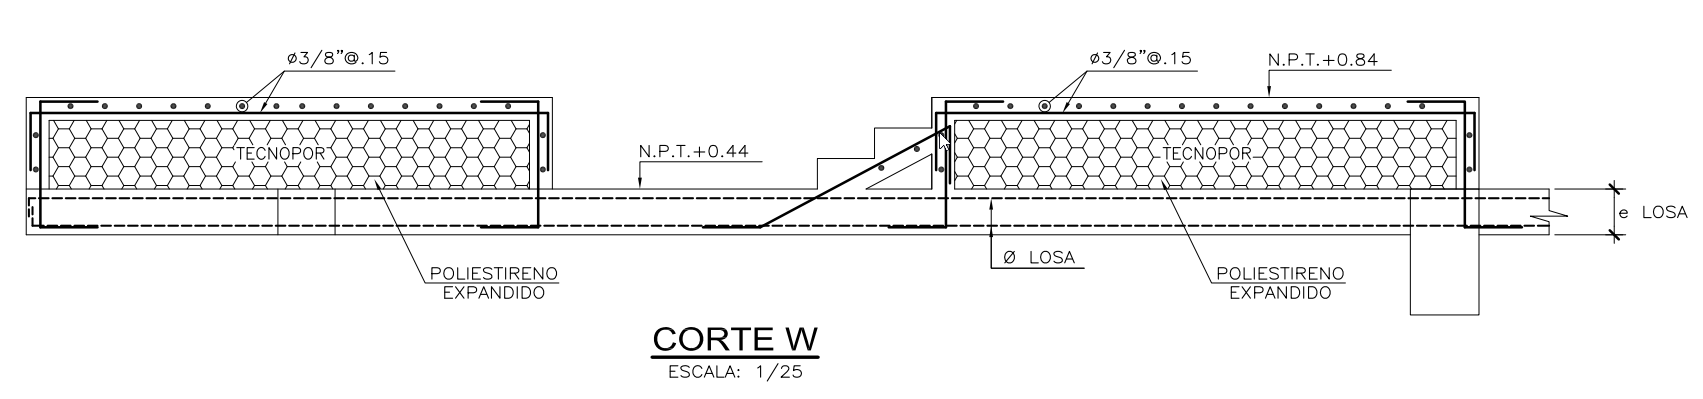 ø3/8”@.15
ø3/8”@.15
N.P.T.+0.84
TECNOPOR
N.P.T.+0.44
TECNOPOR
e LOSA
Ø LOSA
POLIESTIRENO
EXPANDIDO
POLIESTIRENO
EXPANDIDO
CORTE W
ESCALA: 1/25